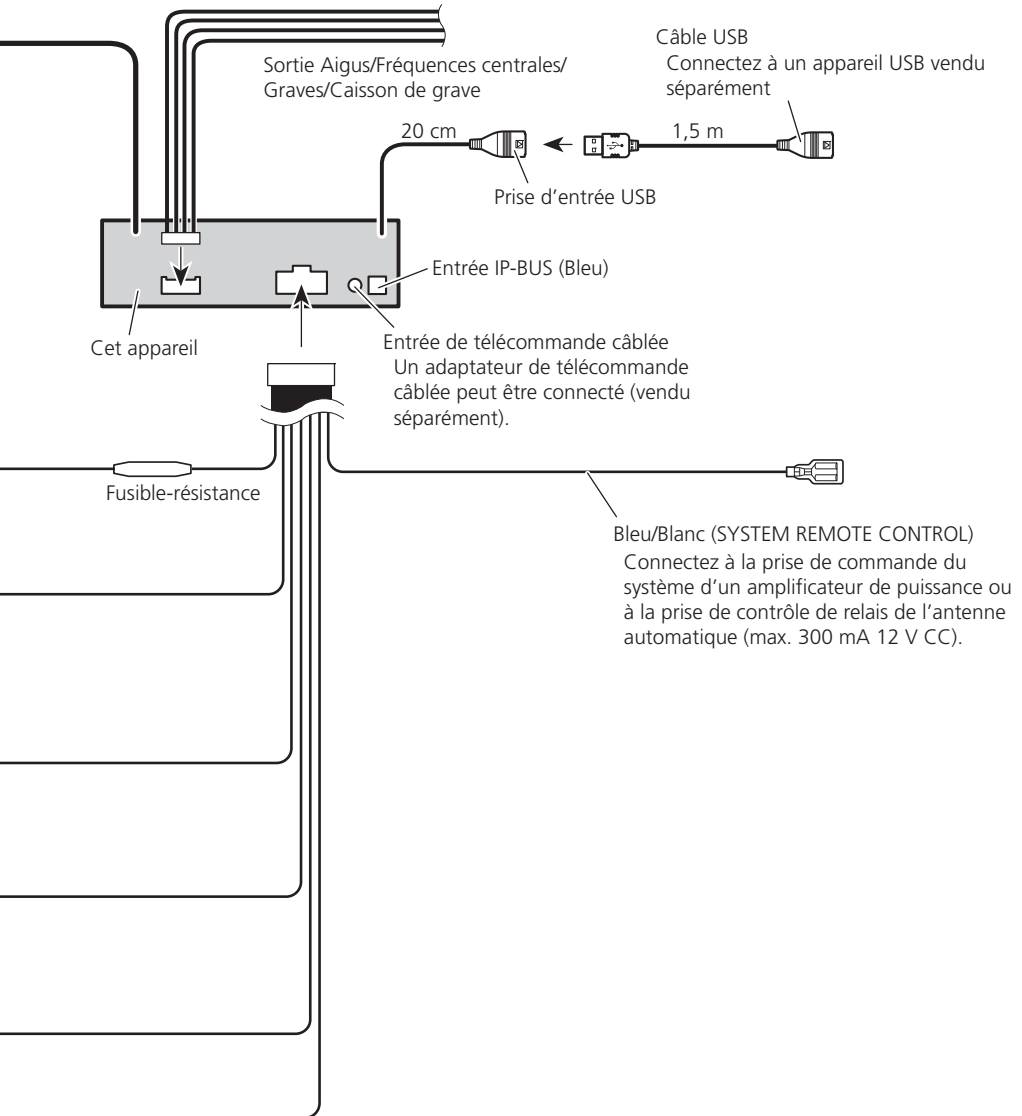 Câble USB
Connectez à un appareil USB vendu
séparément
Sortie Aigus/Fréquences centrales/
Graves/Caisson de grave
20 cm
1,5 m
Prise d’entrée USB
Entrée IP-BUS (Bleu)
Cet appareil
Entrée de télécommande câblée
Un adaptateur de télécommande
câblée peut être connecté (vendu
séparément).
Fusible-résistance
Bleu/Blanc (SYSTEM REMOTE CONTROL)
Connectez à la prise de commande du
système d’un amplificateur de puissance ou
à la prise de contrôle de relais de l’antenne
automatique (max. 300 mA 12 V CC).